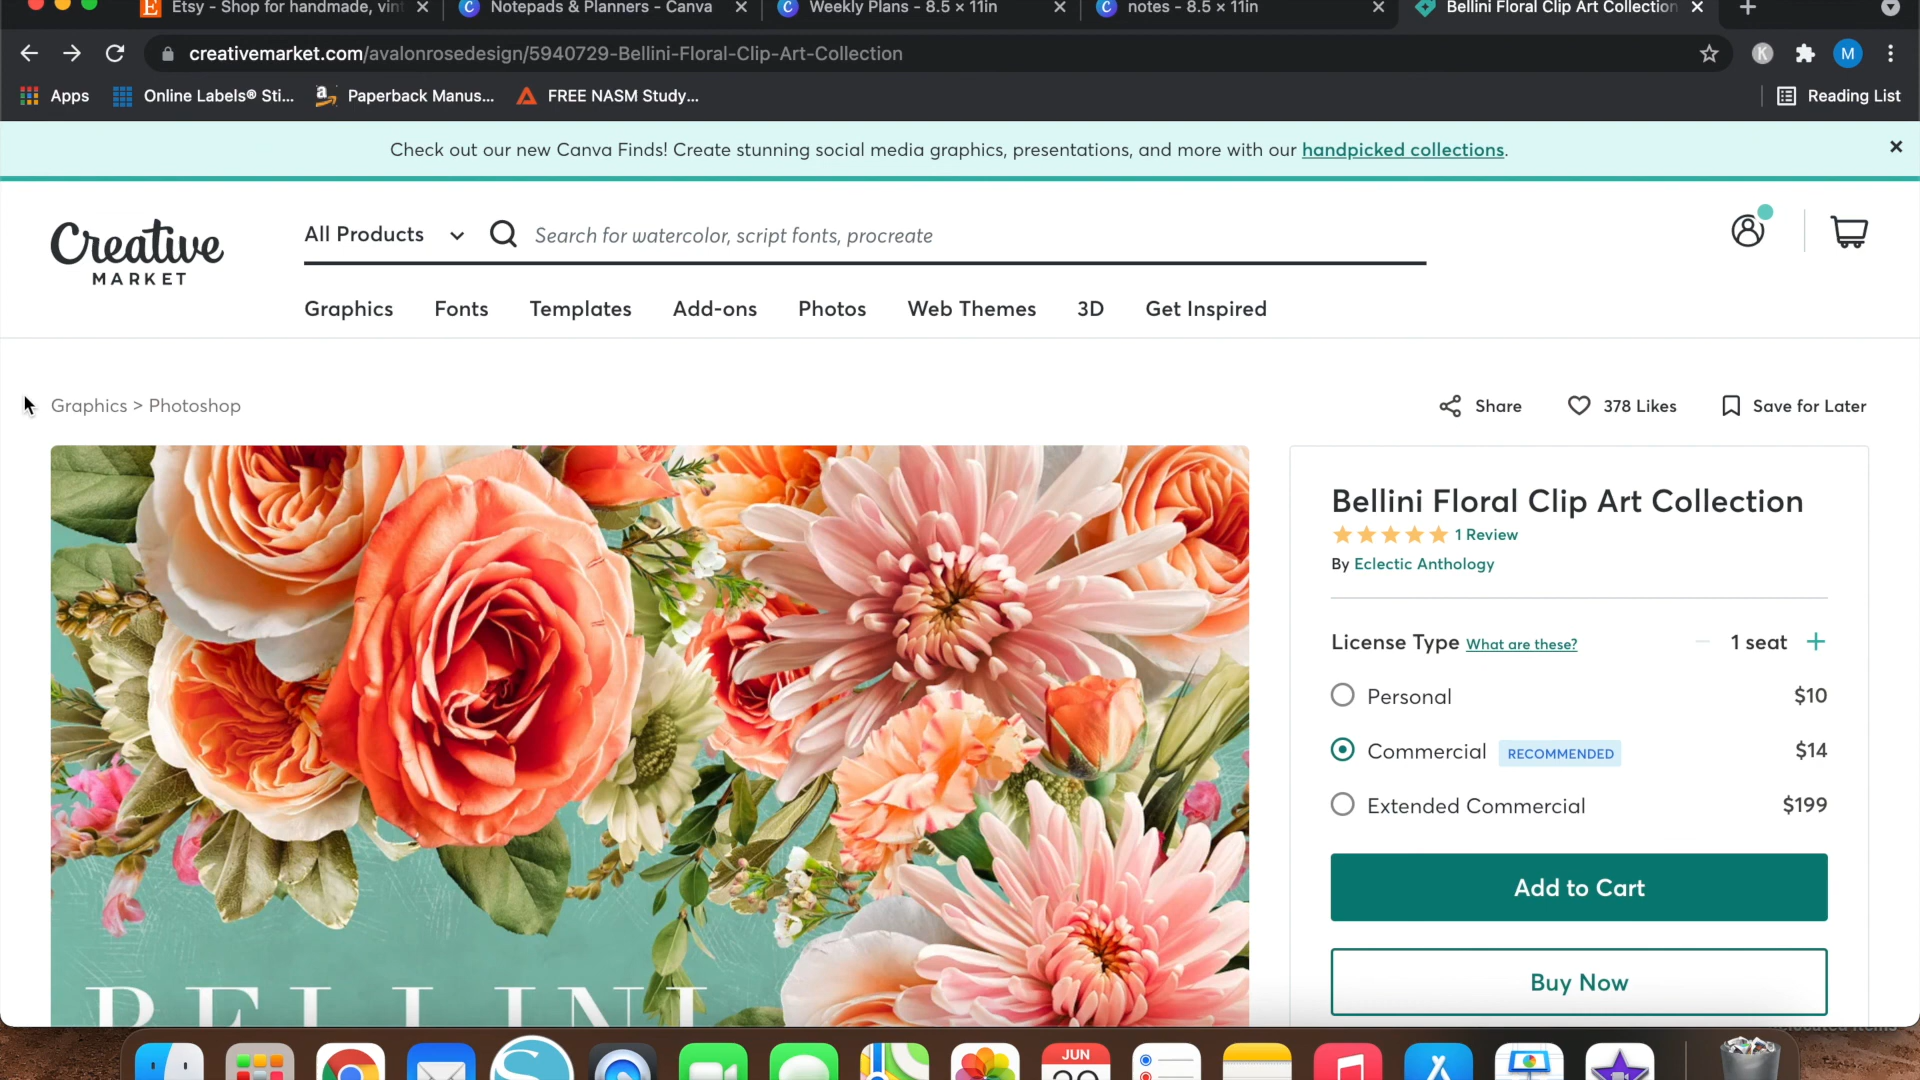 Etsy - Shop for handmade, vint
Notepads & Planners - Canva
Weekly Plans - 8.5 × 11in
notes - 8.5 × 11in
Bellini Floral Clip Art Collection
creativemarket.com/avalonrosedesign/5940729-Bellini-Floral-Clip-Art-Collection
K
M
Apps
Online Labels® Sti...
Paperback Manus...
FREE NASM Study...
Reading List
Check out our new Canva Finds! Create stunning social media graphics, presentations, and more with our handpicked collections.
Creative
MARKET
All Products
Search for watercolor, script fonts, procreate
Graphics
Fonts
Templates
Add-ons
Photos
Web Themes
3D
Get Inspired
Graphics > Photoshop
Share
378 Likes
Save for Later
Bellini Floral Clip Art Collection
1 Review
By Eclectic Anthology
License Type What are these?
1 seat
Personal
$10
Commercial
RECOMMENDED
$14
Extended Commercial
$199
Add to Cart
Buy Now
BELLINI
JUN